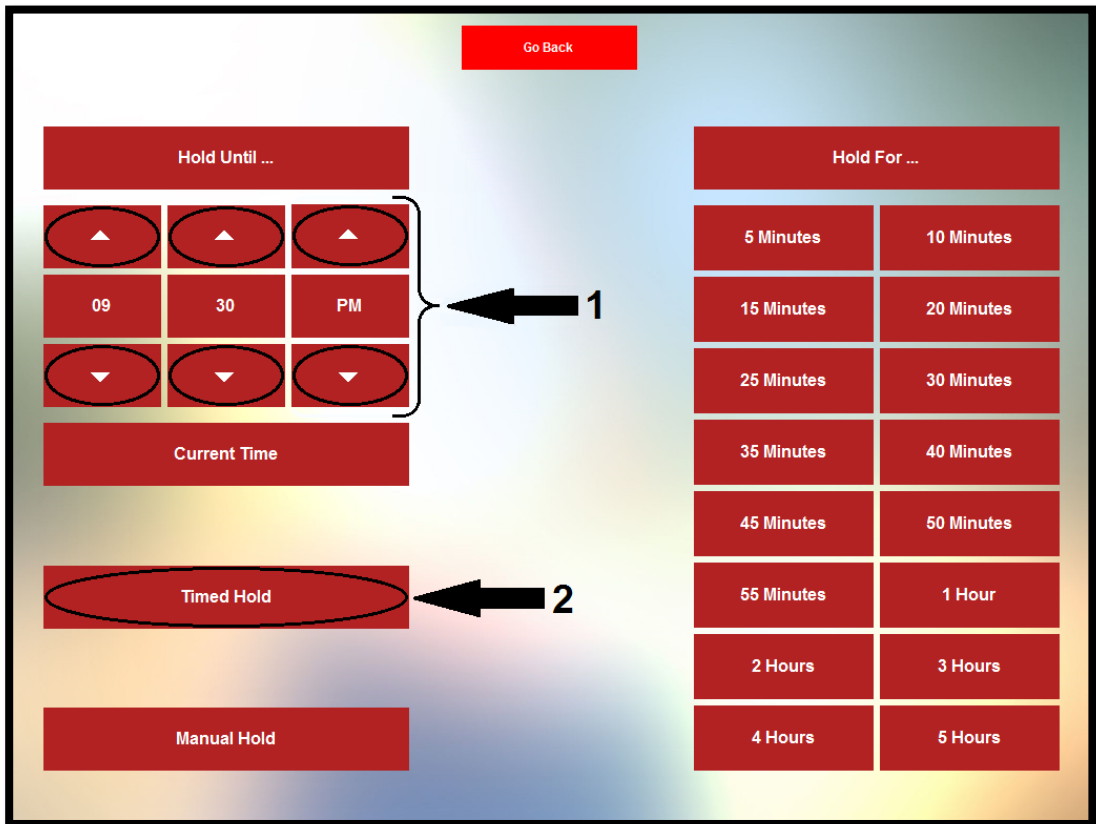 Go Back
Hold Until ...
09 30 PM
1
Current Time
Timed Hold
2
Manual Hold
Hold For ...
5 Minutes 10 Minutes
15 Minutes 20 Minutes
25 Minutes 30 Minutes
35 Minutes 40 Minutes
45 Minutes 50 Minutes
55 Minutes 1 Hour
2 Hours 3 Hours
4 Hours 5 Hours